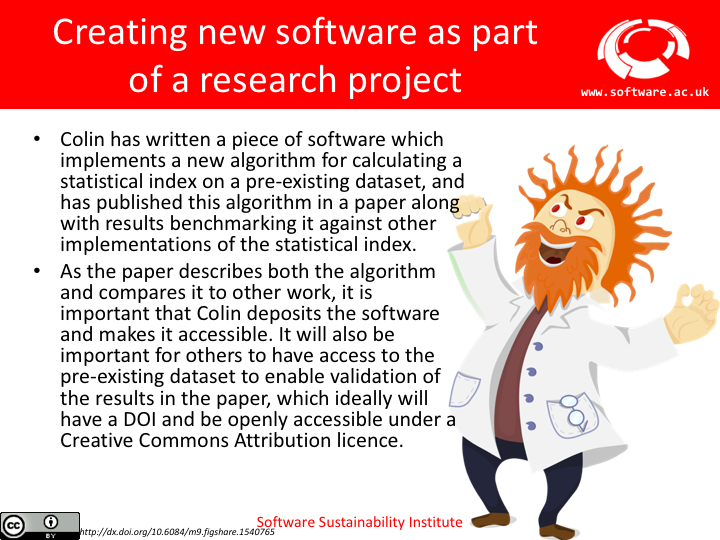 Creating new software as part
of a research project
www.software.ac.uk
• Colin has written a piece of software which
implements a new algorithm for calculating a
statistical index on a pre-existing dataset, and
has published this algorithm in a paper along
with results benchmarking it against other
implementations of the statistical index.
• As the paper describes both the algorithm
and compares it to other work, it is
important that Colin deposits the software
and makes it accessible. It will also be
important for others to have access to the
pre-existing dataset to enable validation of
the results in the paper, which ideally will
have a DOI and be openly accessible under a
Creative Commons Attribution licence.
Software Sustainability Institute
cc BY
http://dx.doi.org/10.6084/m9.figshare.1540765